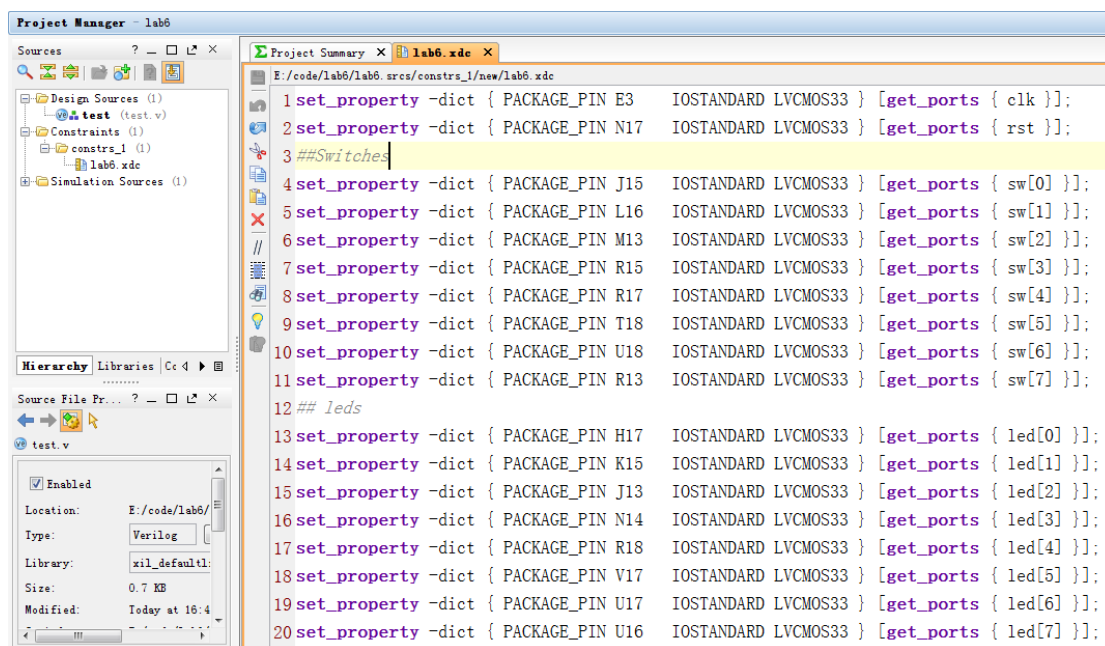 Project Manager - lab6
Sources
Design Sources (1)
test (test.v)
Constraints (1)
constrs_1 (1)
lab6.xdc
Simulation Sources (1)
Hierarchy Libraries
Source File Pr...
test.v
Enabled
Location: E:/code/lab6/
Type: Verilog
Library:
Size: 0.7 KB
Modified: Today at 16:4
Project Summary lab6.xdc
E:/code/lab6/lab6.srcs/constrs_1/new/lab6.xdc
1 set_property -dict { PACKAGE_PIN E3 IOSTANDARD LVCMOS33 } [get_ports { clk }];
2 set_property -dict { PACKAGE_PIN N17 IOSTANDARD LVCMOS33 } [get_ports { rst }];
3 ##Switches
4 set_property -dict { PACKAGE_PIN J15 IOSTANDARD LVCMOS33 } [get_ports { sw[0] }];
5 set_property -dict { PACKAGE_PIN L16 IOSTANDARD LVCMOS33 } [get_ports { sw[1] }];
6 set_property -dict { PACKAGE_PIN M13 IOSTANDARD LVCMOS33 } [get_ports { sw[2] }];
7 set_property -dict { PACKAGE_PIN R15 IOSTANDARD LVCMOS33 } [get_ports { sw[3] }];
8 set_property -dict { PACKAGE_PIN R17 IOSTANDARD LVCMOS33 } [get_ports { sw[4] }];
9 set_property -dict { PACKAGE_PIN T18 IOSTANDARD LVCMOS33 } [get_ports { sw[5] }];
10 set_property -dict { PACKAGE_PIN U18 IOSTANDARD LVCMOS33 } [get_ports { sw[6] }];
11 set_property -dict { PACKAGE_PIN R13 IOSTANDARD LVCMOS33 } [get_ports { sw[7] }];
12 ## leds
13 set_property -dict { PACKAGE_PIN H17 IOSTANDARD LVCMOS33 } [get_ports { led[0] }];
14 set_property -dict { PACKAGE_PIN K15 IOSTANDARD LVCMOS33 } [get_ports { led[1] }];
15 set_property -dict { PACKAGE_PIN J13 IOSTANDARD LVCMOS33 } [get_ports { led[2] }];
16 set_property -dict { PACKAGE_PIN N14 IOSTANDARD LVCMOS33 } [get_ports { led[3] }];
17 set_property -dict { PACKAGE_PIN R18 IOSTANDARD LVCMOS33 } [get_ports { led[4] }];
18 set_property -dict { PACKAGE_PIN V17 IOSTANDARD LVCMOS33 } [get_ports { led[5] }];
19 set_property -dict { PACKAGE_PIN U17 IOSTANDARD LVCMOS33 } [get_ports { led[6] }];
20 set_property -dict { PACKAGE_PIN U16 IOSTANDARD LVCMOS33 } [get_ports { led[7] }];